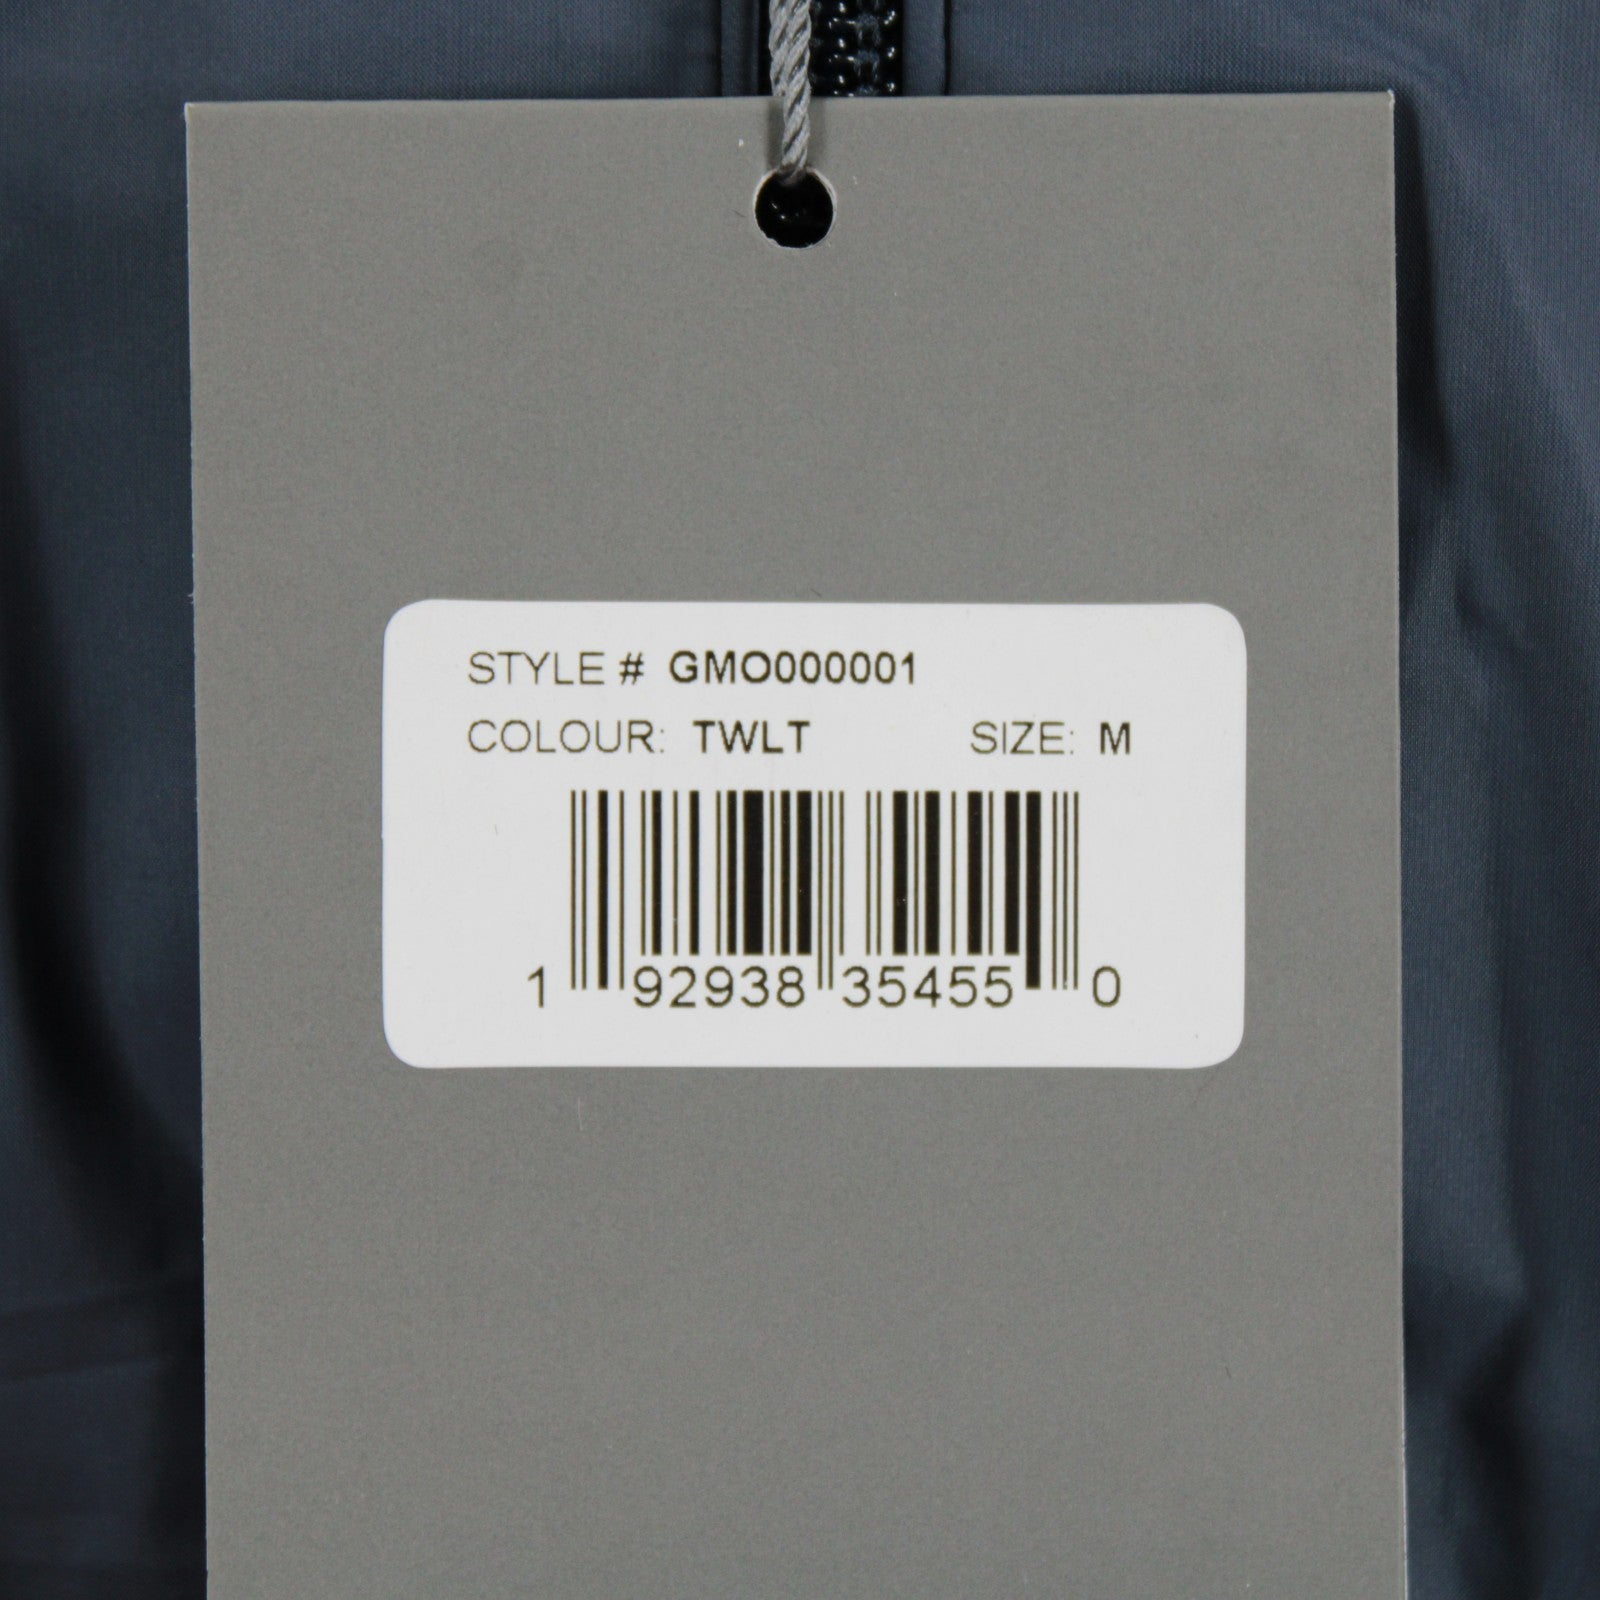 STYLE # GMO000001
COLOUR: TWLT SIZE: M
1 92938 35455 0